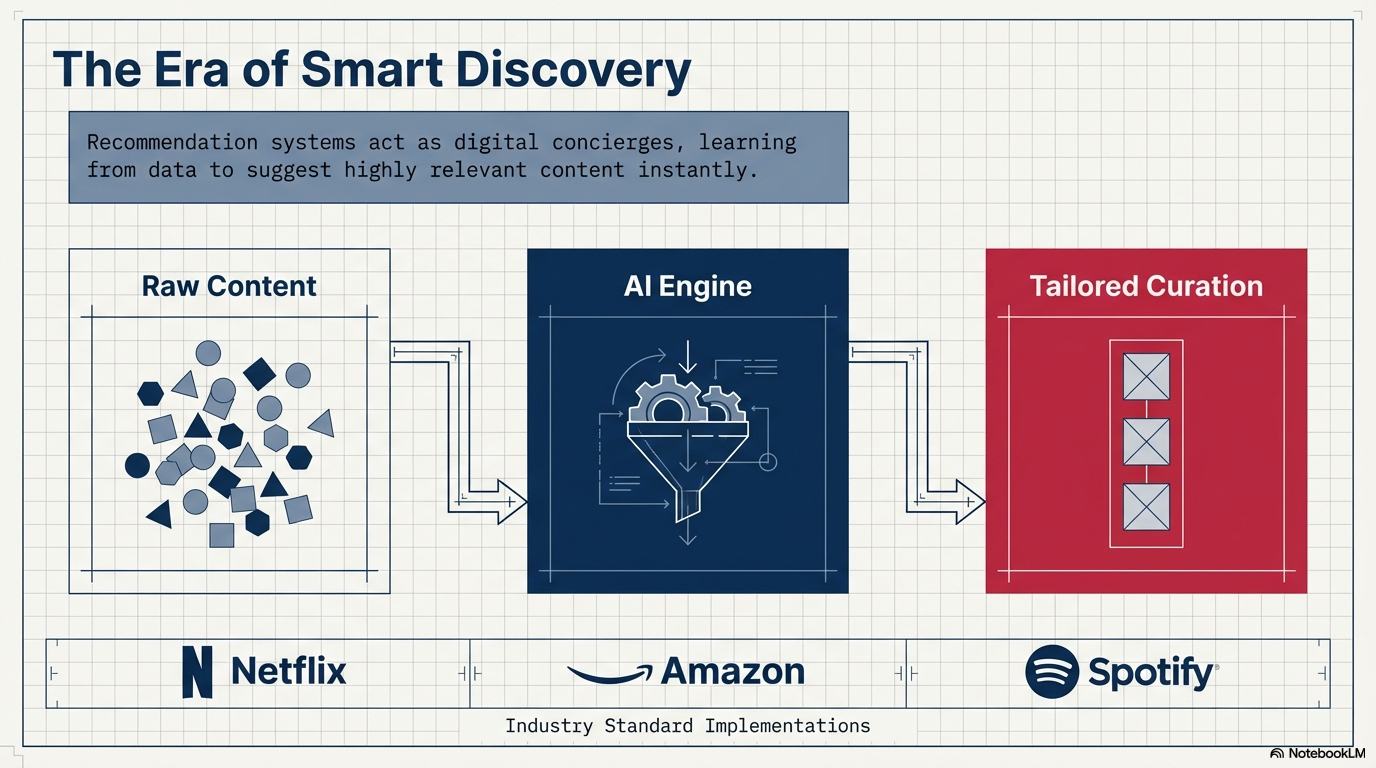 The Era of Smart Discovery
Recommendation systems act as digital concierges, learning
from data to suggest highly relevant content instantly.
Raw Content
AI Engine
Tailored Curation
Netflix
Amazon
Spotify®
Industry Standard Implementations
NotebookLM